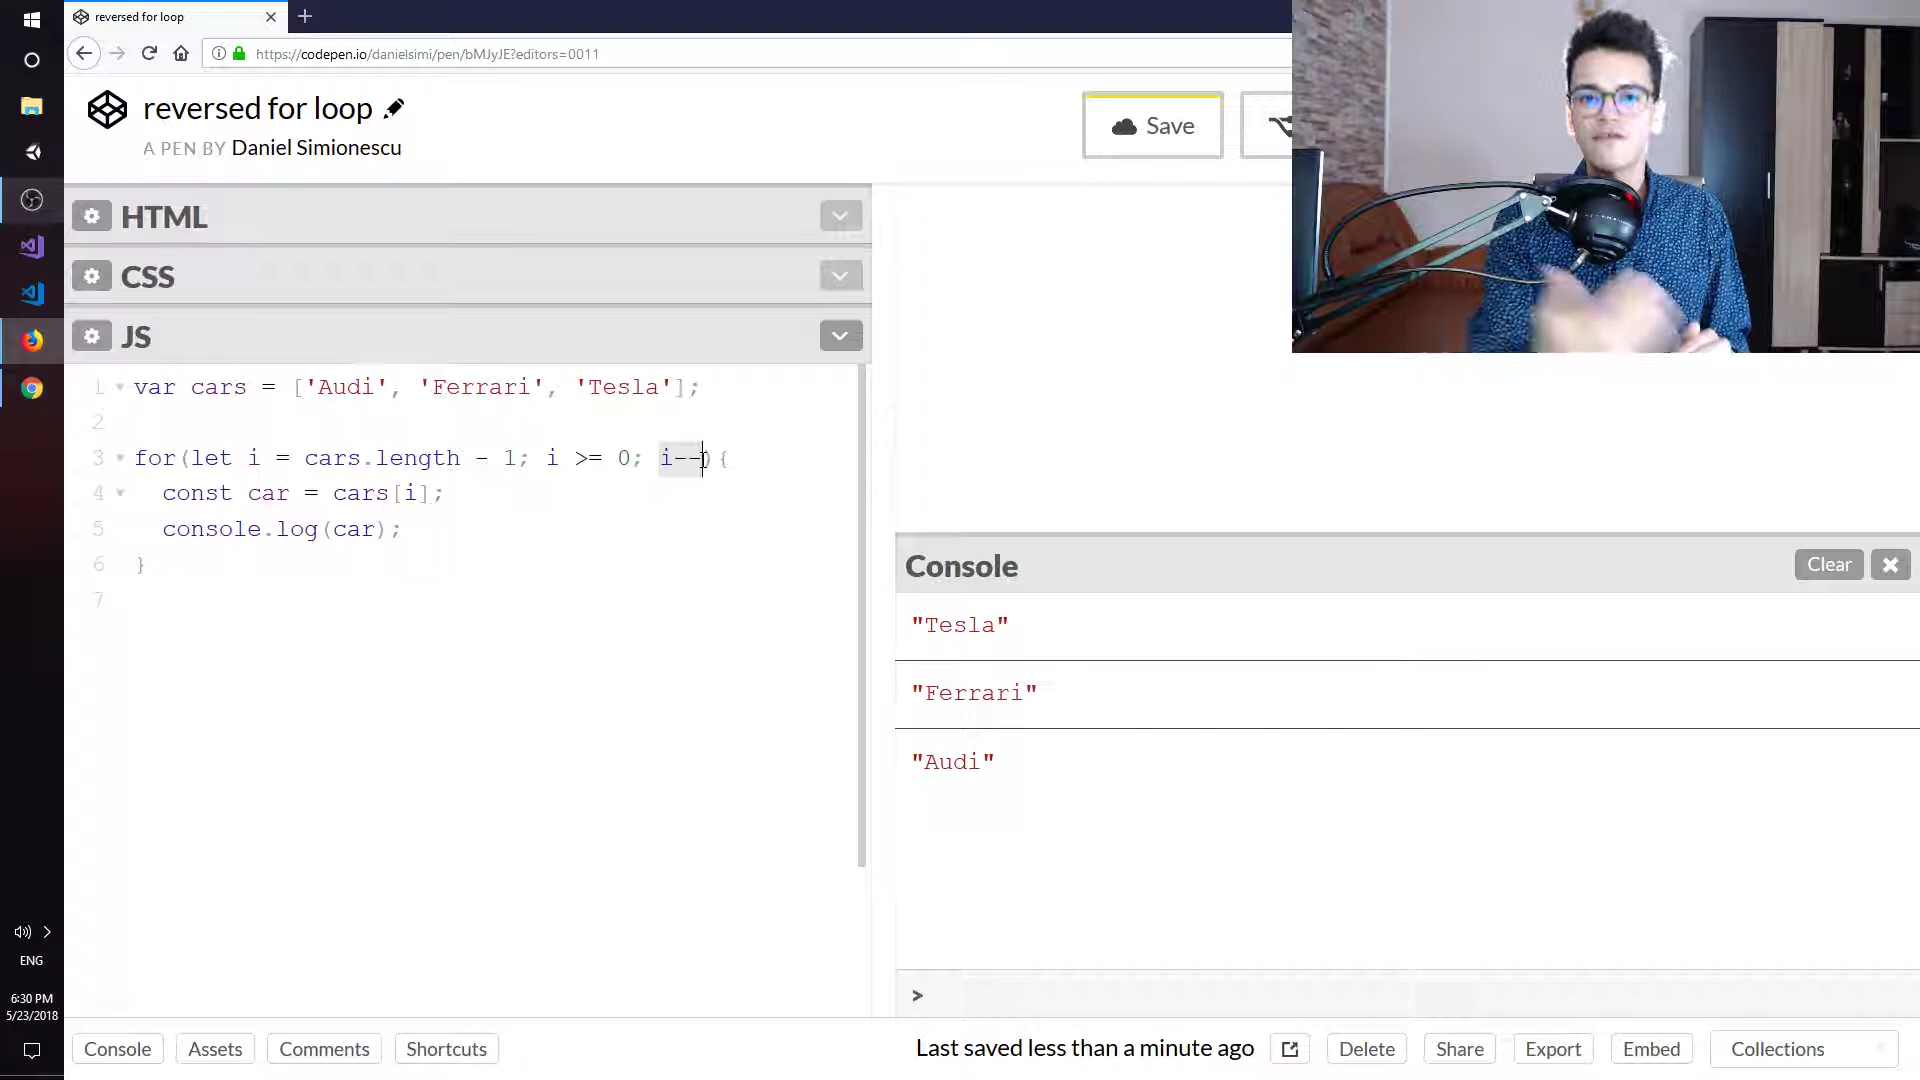 reversed for loop
https://codepen.io/danielsimi/pen/bMJyJE?editors=0011
reversed for loop
A PEN BY Daniel Simionescu
Save
HTML
CSS
JS
1 var cars = ['Audi', 'Ferrari', 'Tesla'];
2
3 for(let i = cars.length - 1; i >= 0; i--){
4 const car = cars[i];
5 console.log(car);
6 }
7
Console
Clear
"Tesla"
"Ferrari"
"Audi"
>
ENG
6:30 PM
5/23/2018
Console
Assets
Comments
Shortcuts
Last saved less than a minute ago
Delete
Share
Export
Embed
Collections